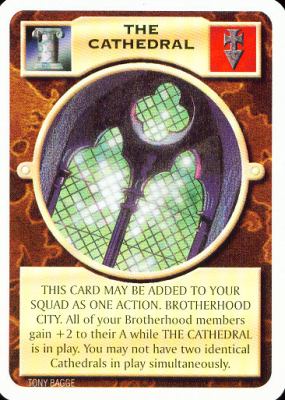 THE
CATHEDRAL
THIS CARD MAY BE ADDED TO YOUR
SQUAD AS ONE ACTION. BROTHERHOOD
CITY. All of your Brotherhood members
gain +2 to their A while THE CATHEDRAL
is in play. You may not have two identical
Cathedrals in play simultaneously.
TONY BAGGE